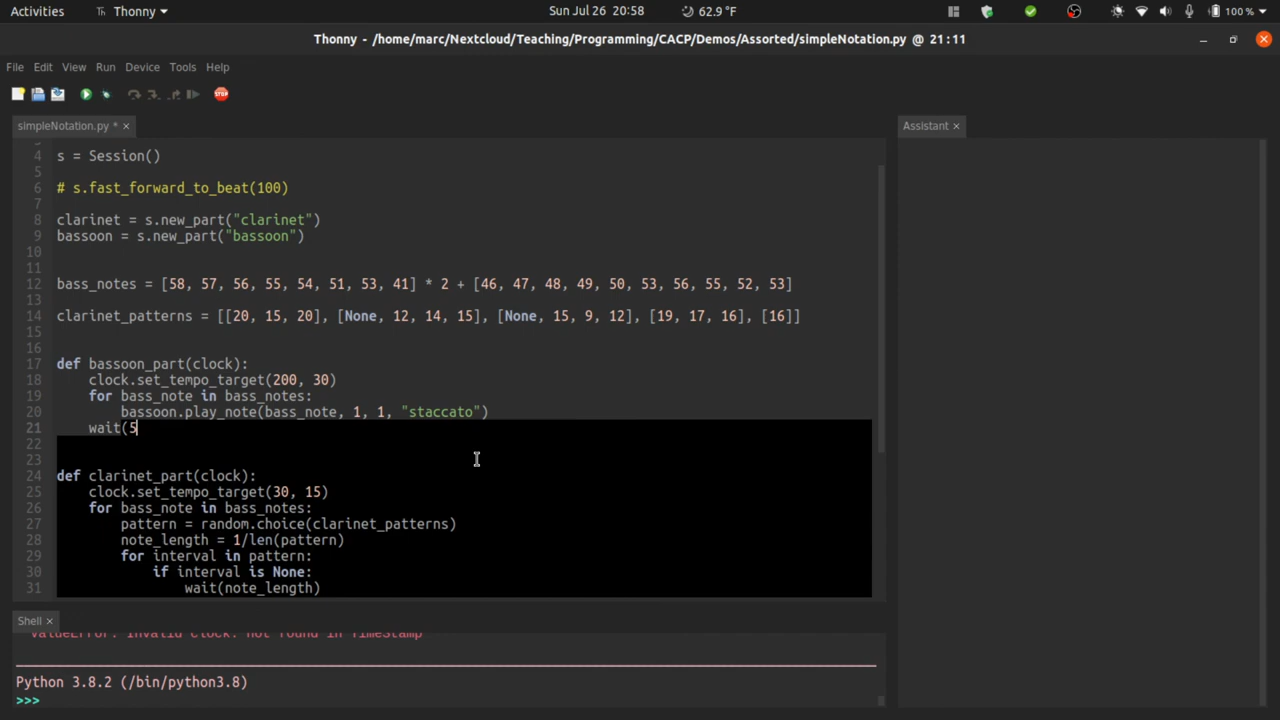 Activities Thonny Sun Jul 26 20:58 62.9 °F 100 %
Thonny - /home/marc/Nextcloud/Teaching/Programming/CACP/Demos/Assorted/simpleNotation.py @ 21:11
File Edit View Run Device Tools Help
STOP
simpleNotation.py * × Assistant ×
4 s = Session()
5
6 # s.fast_forward_to_beat(100)
7
8 clarinet = s.new_part("clarinet")
9 bassoon = s.new_part("bassoon")
10
11
12 bass_notes = [58, 57, 56, 55, 54, 51, 53, 41] * 2 + [46, 47, 48, 49, 50, 53, 56, 55, 52, 53]
13
14 clarinet_patterns = [[20, 15, 20], [None, 12, 14, 15], [None, 15, 9, 12], [19, 17, 16], [16]]
15
16
17 def bassoon_part(clock):
18     clock.set_tempo_target(200, 30)
19     for bass_note in bass_notes:
20         bassoon.play_note(bass_note, 1, 1, "staccato")
21     wait(5
22
23
24 def clarinet_part(clock):
25     clock.set_tempo_target(30, 15)
26     for bass_note in bass_notes:
27         pattern = random.choice(clarinet_patterns)
28         note_length = 1/len(pattern)
29         for interval in pattern:
30             if interval is None:
31                 wait(note_length)
Shell ×
ValueError: Invalid clock: not found in TimeStamp
Python 3.8.2 (/bin/python3.8)
>>>